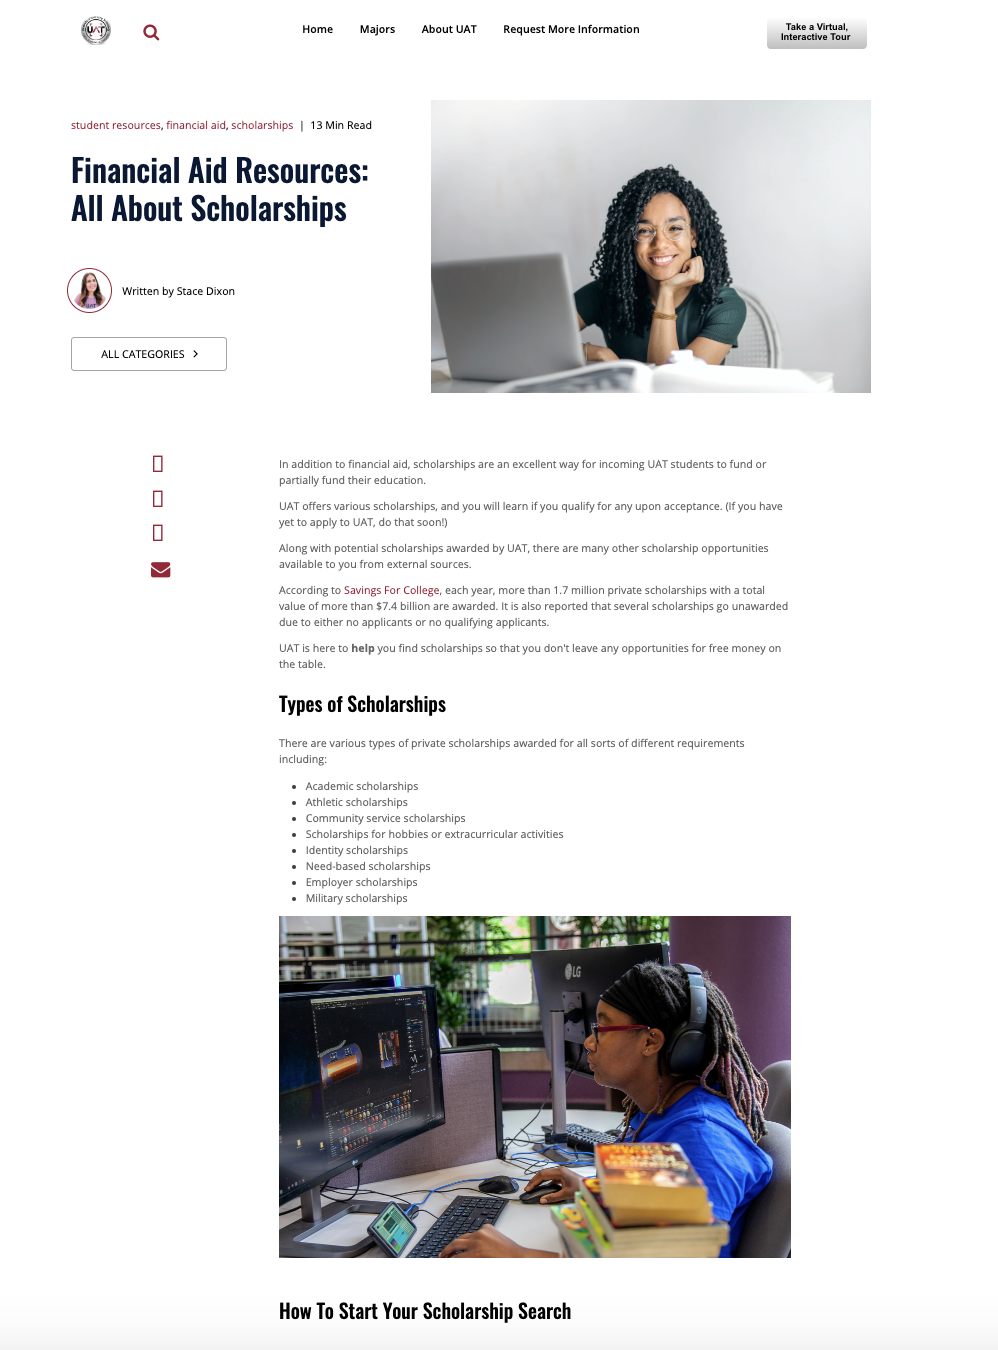 UAT
Home
Majors
About UAT
Request More Information
Take a Virtual,
Interactive Tour
student resources, financial aid, scholarships | 13 Min Read
Financial Aid Resources:
All About Scholarships
Written by Stace Dixon
ALL CATEGORIES
In addition to financial aid, scholarships are an excellent way for incoming UAT students to fund or
partially fund their education.
UAT offers various scholarships, and you will learn if you qualify for any upon acceptance. (If you have
yet to apply to UAT, do that soon!)
Along with potential scholarships awarded by UAT, there are many other scholarship opportunities
available to you from external sources.
According to Savings For College, each year, more than 1.7 million private scholarships with a total
value of more than $7.4 billion are awarded. It is also reported that several scholarships go unawarded
due to either no applicants or no qualifying applicants.
UAT is here to help you find scholarships so that you don't leave any opportunities for free money on
the table.
Types of Scholarships
There are various types of private scholarships awarded for all sorts of different requirements
including:
Academic scholarships
Athletic scholarships
Community service scholarships
Scholarships for hobbies or extracurricular activities
Identity scholarships
Need-based scholarships
Employer scholarships
Military scholarships
LG
How To Start Your Scholarship Search